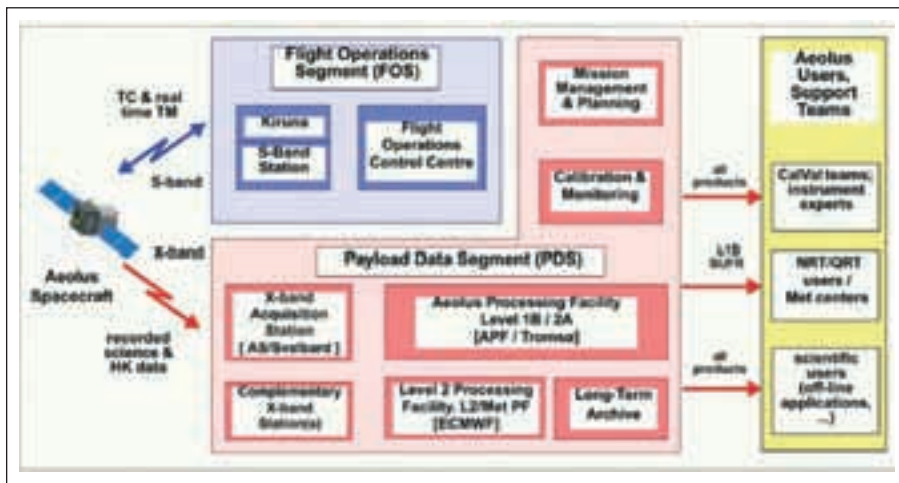 Flight Operations
Segment (FOS)
TC & real
time TM
Kiruna
S-Band
Station
Flight
Operations
Control Centre
S-band
X-band
Aeolus
Spacecraft
recorded
science &
HK data
Mission
Management
& Planning
Calibration &
Monitoring
Payload Data Segment (PDS)
X-band
Acquisition
Station
[ AS/Svalbard ]
Complementary
X-band
Station(s)
Aeolus Processing Facility
Level 1B / 2A
[APF / Tromsø]
Level 2 Processing
Facility. L2/Met PF
[ECMWF]
Long-Term
Archive
all
products
L1B
BUFR
all
products
Aeolus
Users,
Support
Teams
Cal/Val teams;
instrument
experts
NRT/QRT
users /
Met centers
scientific
users
(off-line
applications,
...)